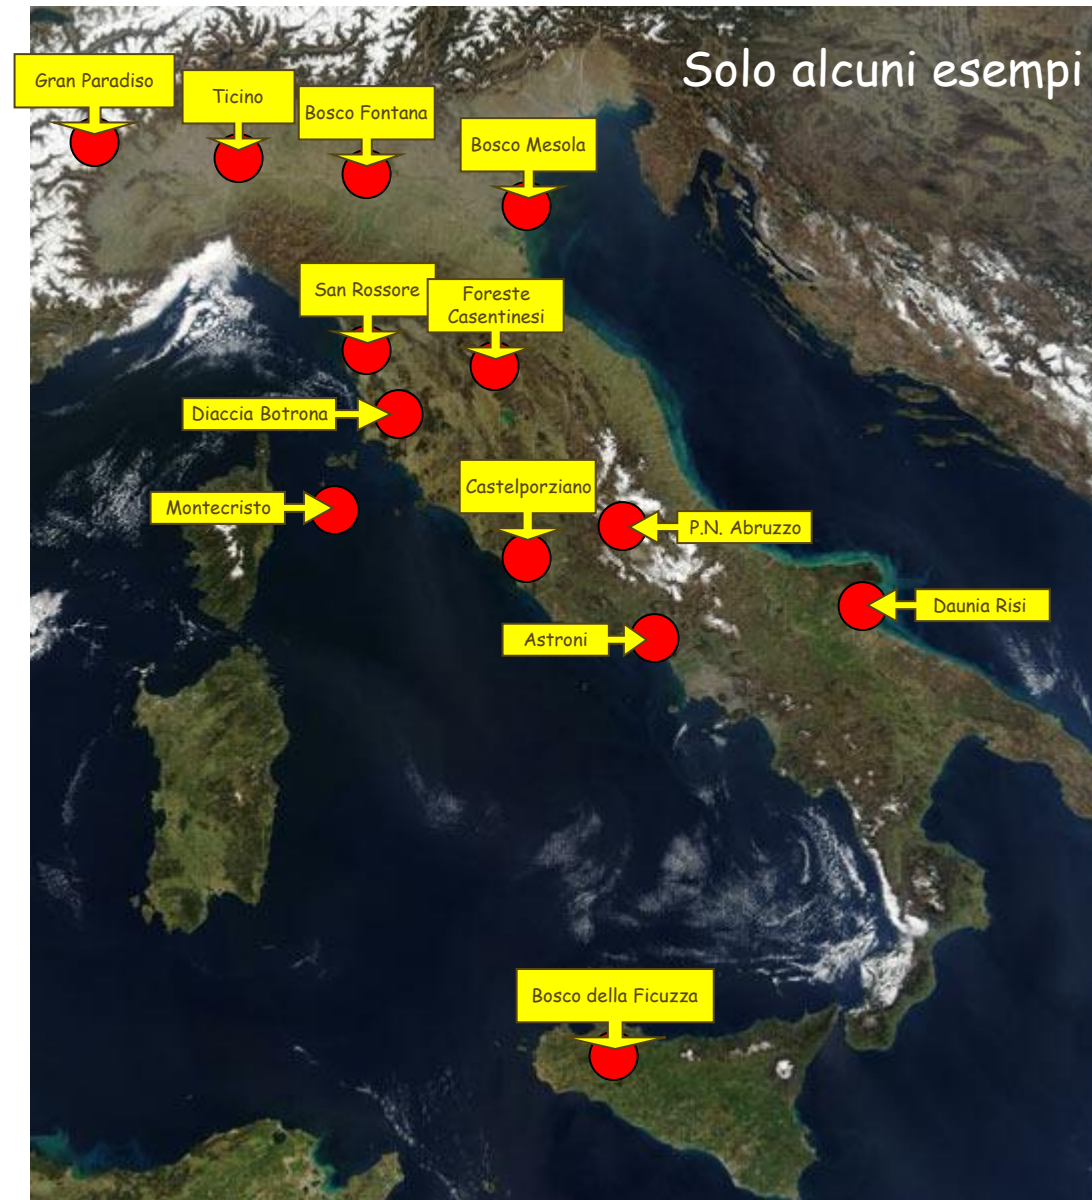 Solo alcuni esempi
Gran Paradiso
Ticino
Bosco Fontana
Bosco Mesola
San Rossore
Foreste
Casentinesi
Diaccia Botrona
Montecristo
Castelporziano
P.N. Abruzzo
Daunia Risi
Astroni
Bosco della Ficuzza